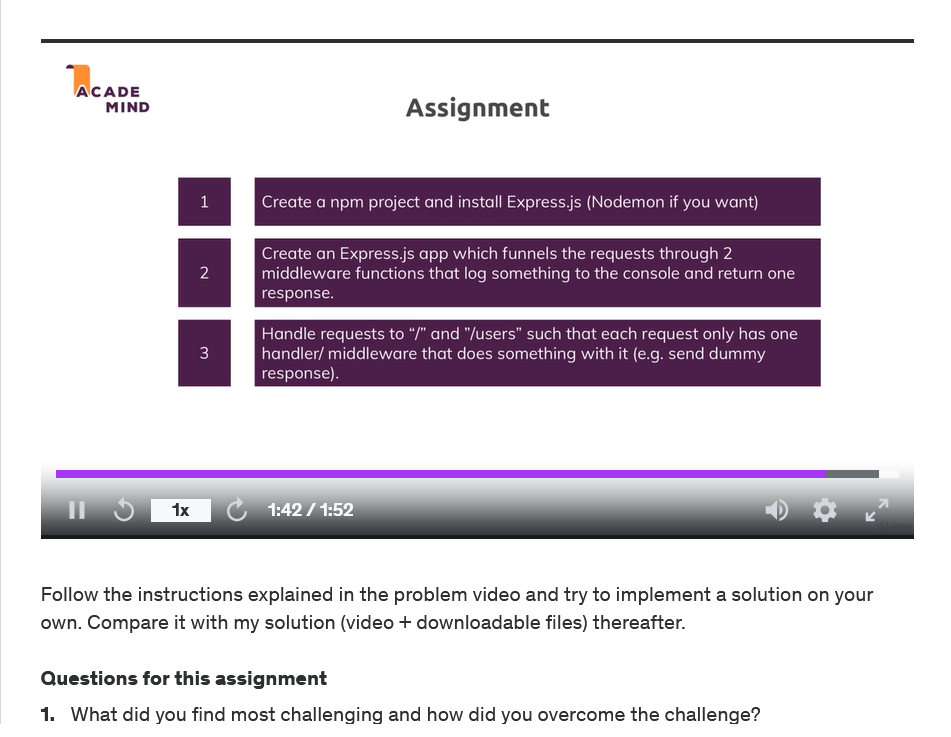 ACADE
MIND
Assignment
1
Create a npm project and install Express.js (Nodemon if you want)
2
Create an Express.js app which funnels the requests through 2
middleware functions that log something to the console and return one
response.
3
Handle requests to “/” and ”/users” such that each request only has one
handler/ middleware that does something with it (e.g. send dummy
response).
1x
1:42 / 1:52
Follow the instructions explained in the problem video and try to implement a solution on your
own. Compare it with my solution (video + downloadable files) thereafter.
Questions for this assignment
1. What did you find most challenging and how did you overcome the challenge?